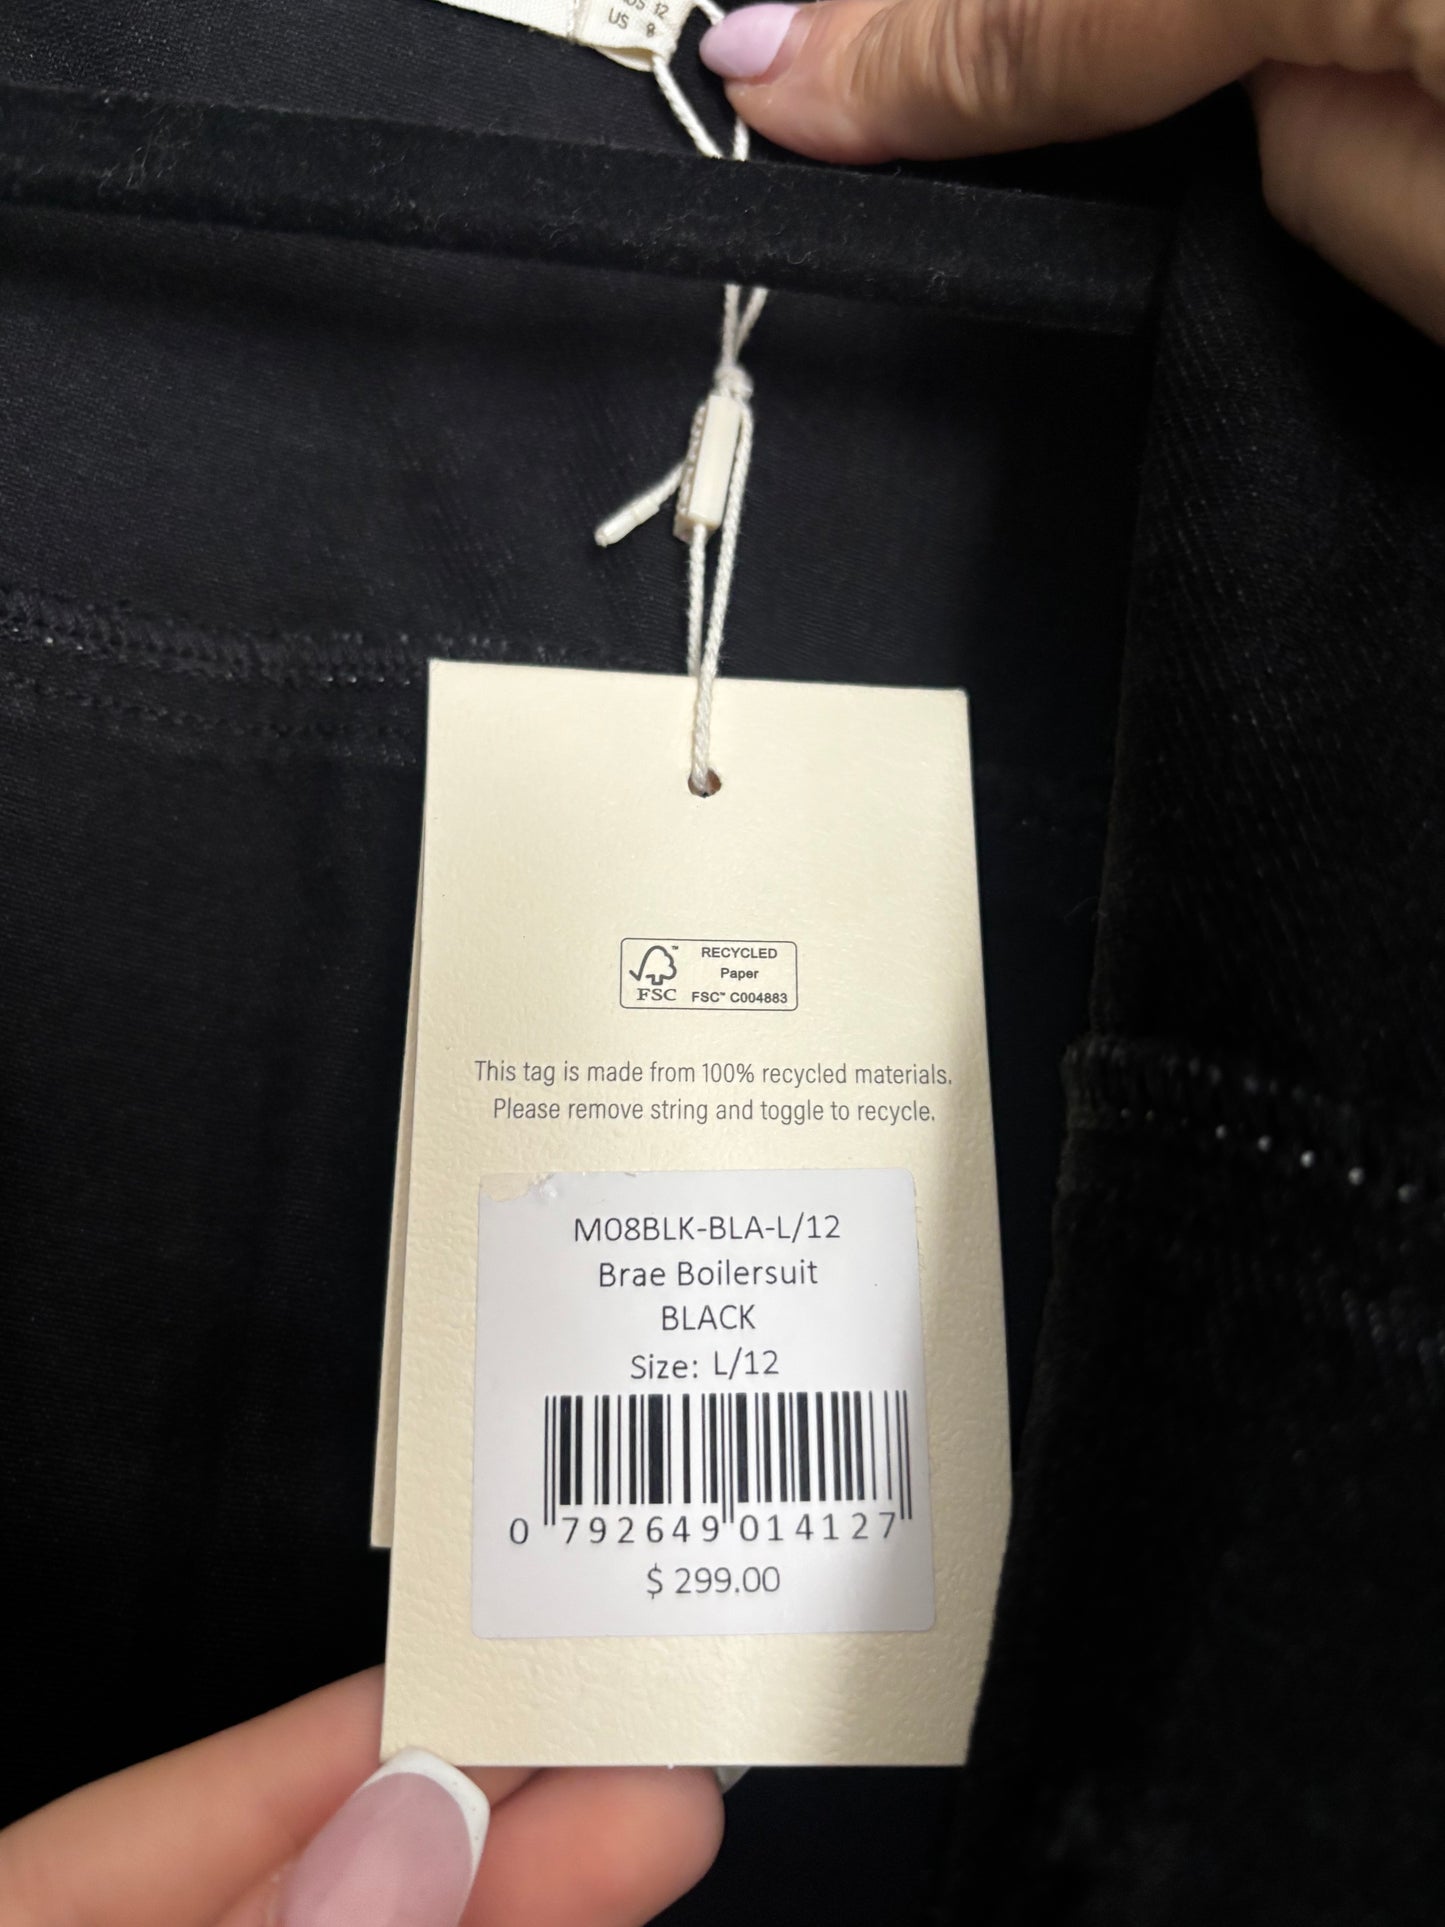 US 12
US 8
RECYCLED
Paper
FSC™ C004883
FSC
This tag is made from 100% recycled materials.
Please remove string and toggle to recycle.
M08BLK-BLA-L/12
Brae Boilersuit
BLACK
Size: L/12
0 792649 014127
$ 299.00